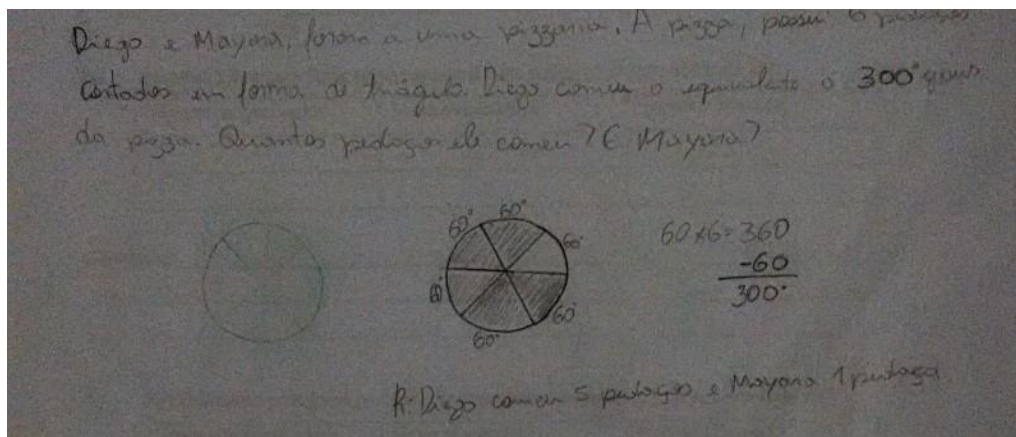 Diego e Mayara, foram a uma pizzaria. A pizza, possui 6 pedaços
cortados em forma de triângulo. Diego comeu o equivalente a 300° graus
da pizza. Quantos pedaços ele comeu? E Mayara?
60° 60° 60°
60×6=360
-60
300°
60° 60° 60°
R: Diego comeu 5 pedaços e Mayara 1 pedaço